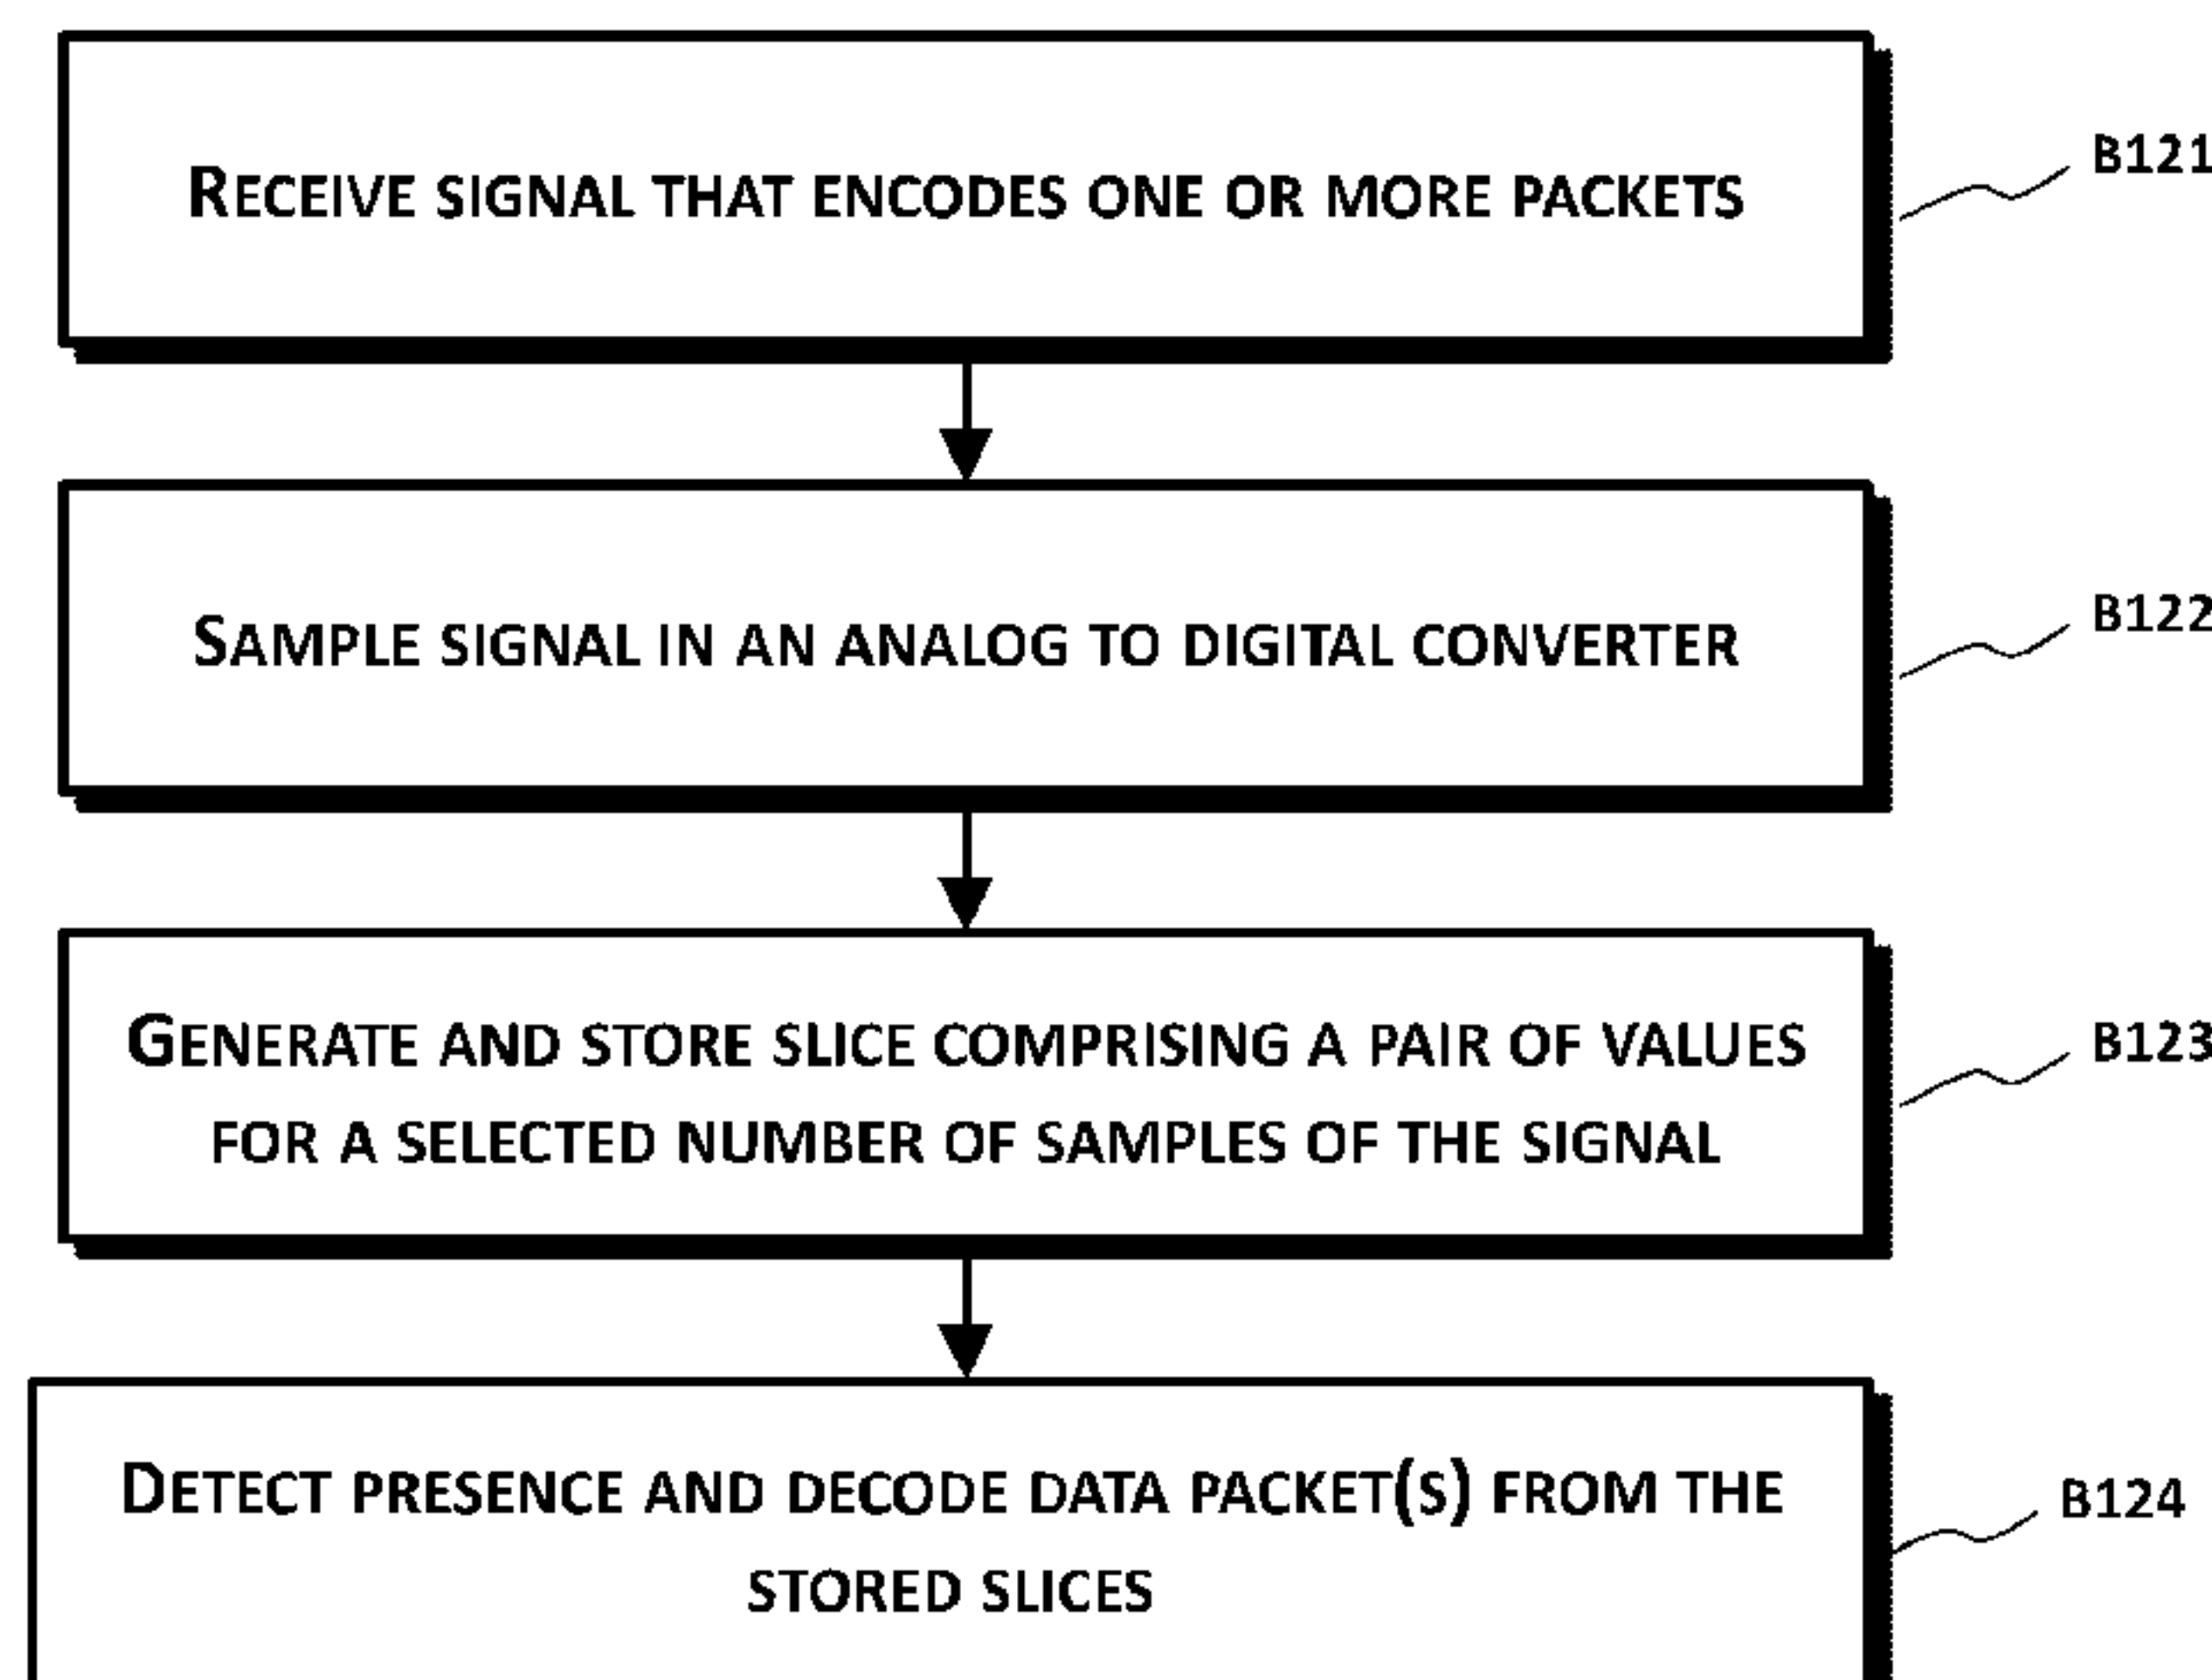 RECEIVE SIGNAL THAT ENCODES ONE OR MORE PACKETS
B121
SAMPLE SIGNAL IN AN ANALOG TO DIGITAL CONVERTER
B122
GENERATE AND STORE SLICE COMPRISING A PAIR OF VALUES
FOR A SELECTED NUMBER OF SAMPLES OF THE SIGNAL
B123
DETECT PRESENCE AND DECODE DATA PACKET(S) FROM THE
STORED SLICES
B124